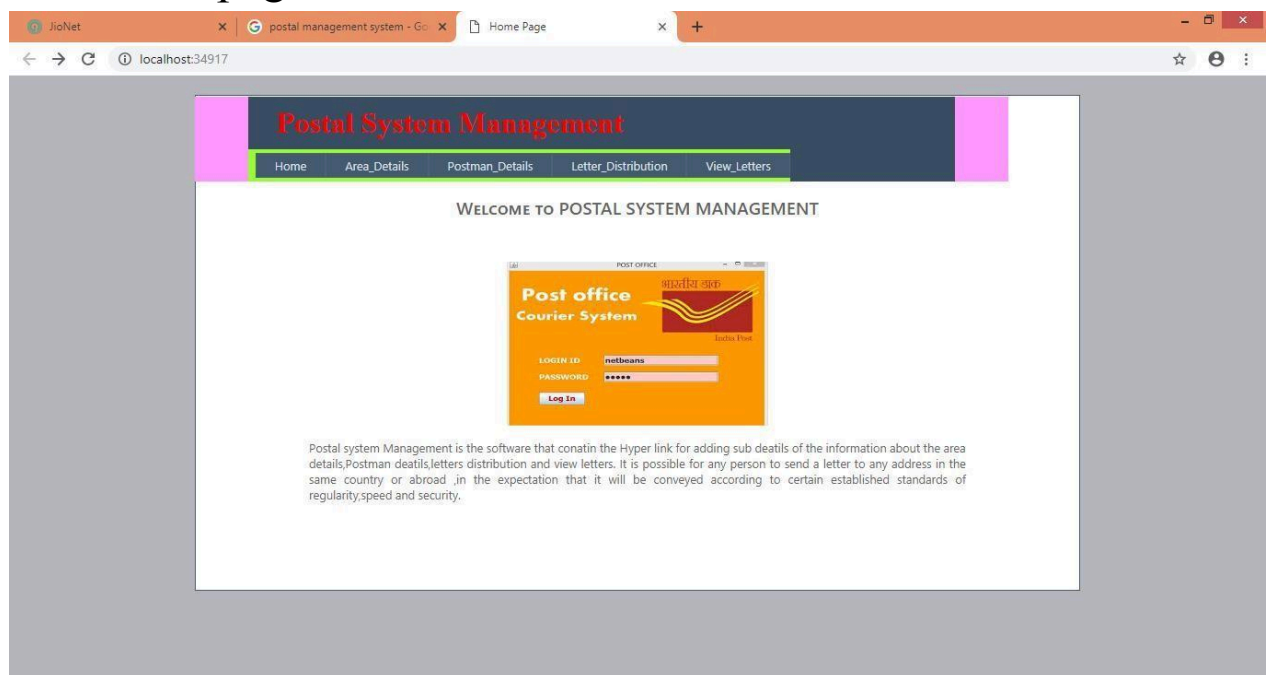 JioNet
postal management system - Go
Home Page
localhost:34917
Postal System Management
Home Area_Details Postman_Details Letter_Distribution View_Letters
WELCOME TO POSTAL SYSTEM MANAGEMENT
POST OFFICE
भारतीय डाक
Post office
Courier System
India Post
LOGIN ID netbeans
PASSWORD •••••
Log In
Postal system Management is the software that conatin the Hyper link for adding sub deatils of the information about the area
details,Postman deatils,letters distribution and view letters. It is possible for any person to send a letter to any address in the
same country or abroad ,in the expectation that it will be conveyed according to certain established standards of
regularity,speed and security.